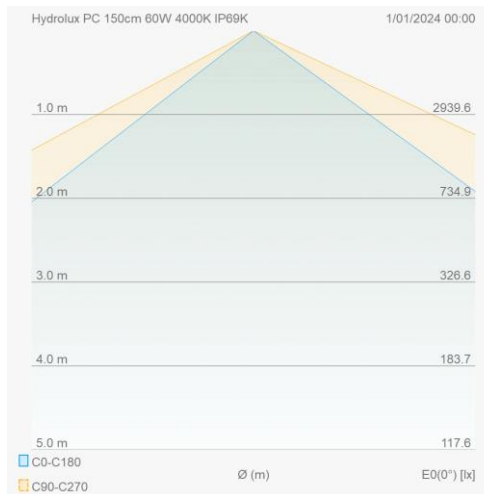 Hydrolux PC 150cm 60W 4000K IP69K 1/01/2024 00:00
1.0 m 2939.6
2.0 m 734.9
3.0 m 326.6
4.0 m 183.7
5.0 m 117.6
C0-C180
Ø (m) E0(0°) [lx]
C90-C270